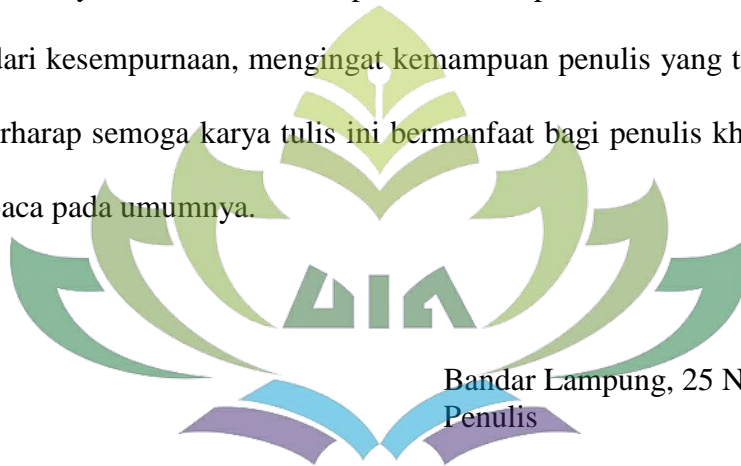 dari kesempurnaan, mengingat kemampuan penulis yang t
rharap semoga karya tulis ini bermanfaat bagi penulis kh
baca pada umumnya.
UIN
Bandar Lampung, 25 N
Penulis